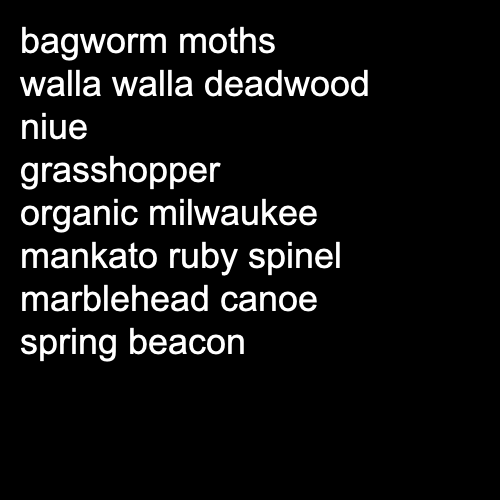 bagworm moths
walla walla deadwood
niue
grasshopper
organic milwaukee
mankato ruby spinel
marblehead canoe
spring beacon